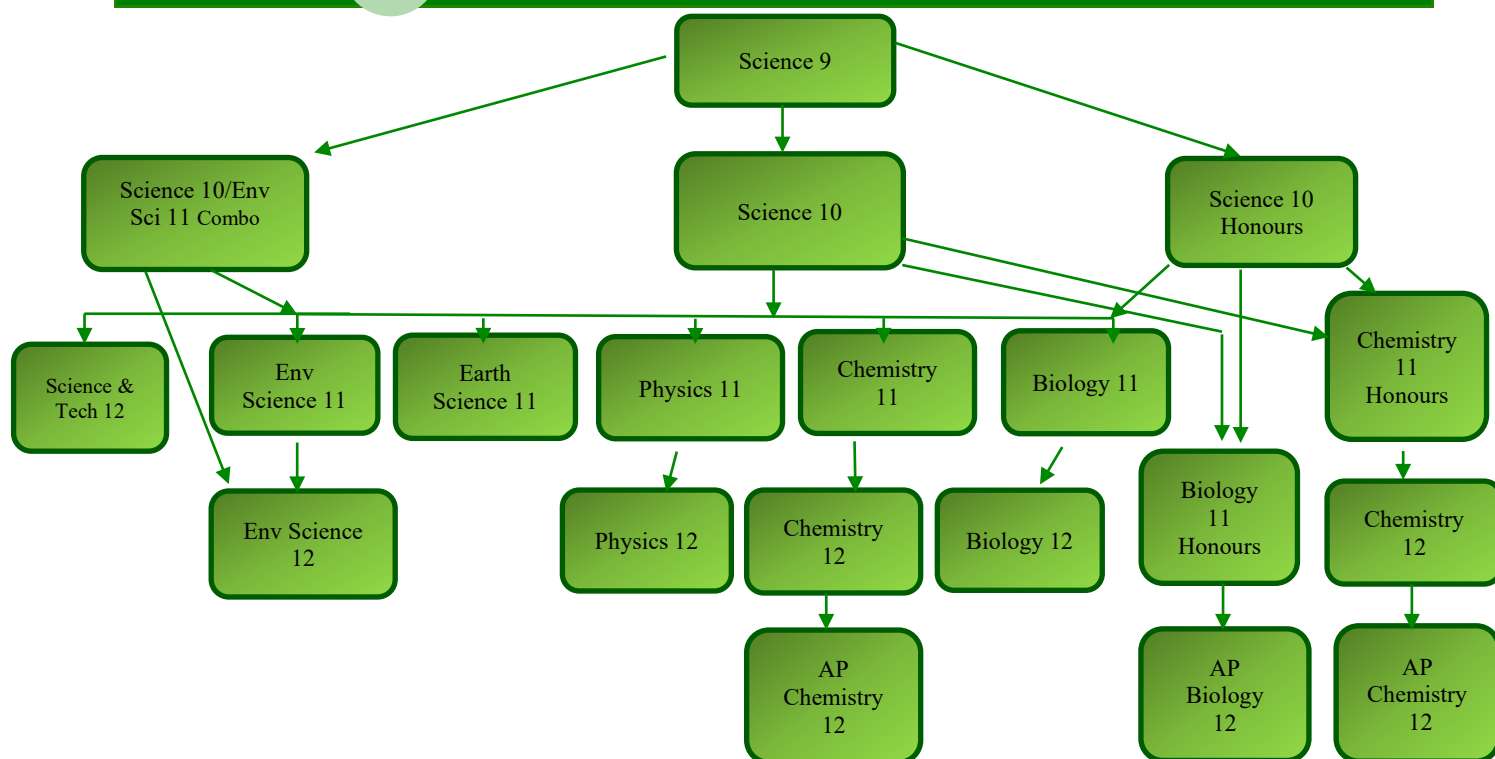 Science 9
Science 10/Env
Sci 11 Combo
Science 10
Science 10
Honours
Science &
Tech 12
Env
Science 11
Earth
Science 11
Physics 11
Chemistry
11
Biology 11
Chemistry
11
Honours
Env Science
12
Physics 12
Chemistry
12
Biology 12
Biology
11
Honours
Chemistry
12
AP
Chemistry
12
AP
Biology
12
AP
Chemistry
12